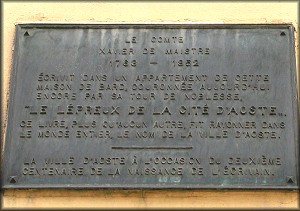 LE COMTE
XAVIER DE MAISTRE
1763 - 1852
ÉCRIVIT DANS UN APPARTEMENT DE CETTE
MAISON DE BARD, COURONNÉE AUJOURD'HUI
ENCORE PAR SA TOUR DE NOBLESSE,
"LE LÉPREUX DE LA CITÉ D'AOSTE".
CE LIVRE, PLUS QU'AUCUN AUTRE, FIT RAYONNER DANS
LE MONDE ENTIER, LE NOM DE LA VILLE D'AOSTE.
LA VILLE D'AOSTE À L'OCCASION DU DEUXIÈME
CENTENAIRE DE LA NAISSANCE DE L'ÉCRIVAIN.